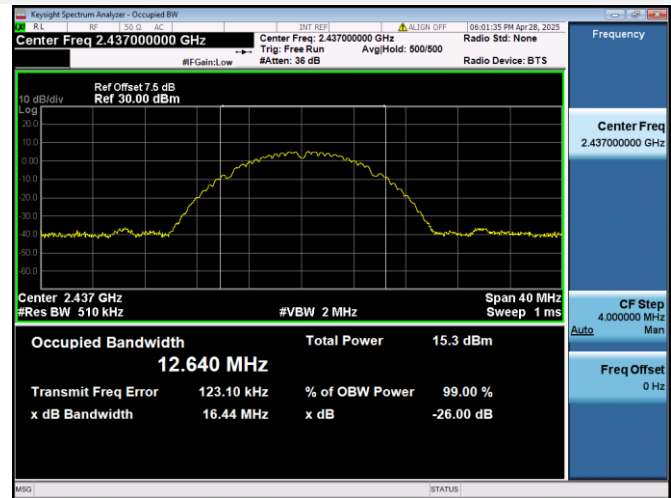 Keysight Spectrum Analyzer - Occupied BW
RL RF 50 Ω AC INT REF ALIGN OFF 06:01:35 PM Apr 28, 2025
Center Freq 2.437000000 GHz
Center Freq: 2.437000000 GHz Radio Std: None
Trig: Free Run Avg|Hold: 500/500
#IFGain:Low #Atten: 36 dB Radio Device: BTS
Ref Offset 7.5 dB
10 dB/div Ref 30.00 dBm
Log
20.0
10.0
0.00
-10.0
-20.0
-30.0
-40.0
-50.0
-60.0
Center 2.437 GHz Span 40 MHz
#Res BW 510 kHz #VBW 2 MHz Sweep 1 ms
Occupied Bandwidth Total Power 15.3 dBm
12.640 MHz
Transmit Freq Error 123.10 kHz % of OBW Power 99.00 %
x dB Bandwidth 16.44 MHz x dB -26.00 dB
MSG STATUS
Frequency
Center Freq
2.437000000 GHz
CF Step
4.000000 MHz
Auto Man
Freq Offset
0 Hz